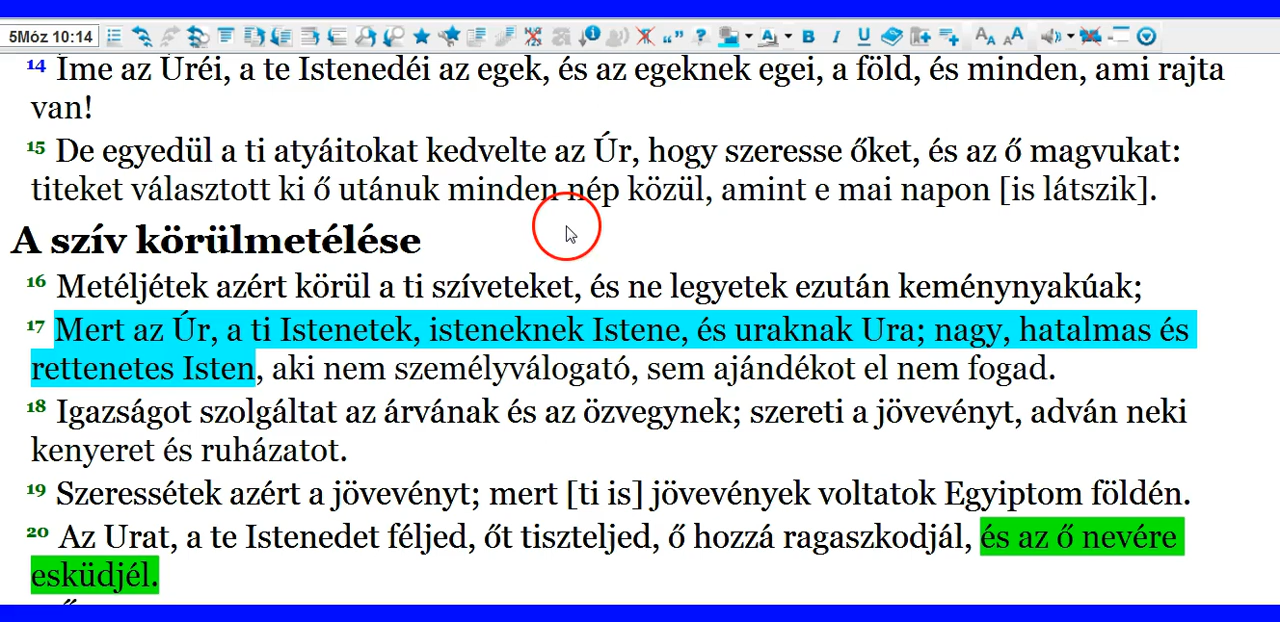 5Móz 10:14
14 Íme az Úréi, a te Istenedéi az egek, és az egeknek egei, a föld, és minden, ami rajta
van!
15 De egyedül a ti atyáitokat kedvelte az Úr, hogy szeresse őket, és az ő magvukat:
titeket választott ki ő utánuk minden nép közül, amint e mai napon [is látszik].
A szív körülmetélése
16 Metéljétek azért körül a ti szíveteket, és ne legyetek ezután keménynyakúak;
17 Mert az Úr, a ti Istenetek, isteneknek Istene, és uraknak Ura; nagy, hatalmas és
rettenetes Isten, aki nem személyválogató, sem ajándékot el nem fogad.
18 Igazságot szolgáltat az árvának és az özvegynek; szereti a jövevényt, adván neki
kenyeret és ruházatot.
19 Szeressétek azért a jövevényt; mert [ti is] jövevények voltatok Egyiptom földén.
20 Az Urat, a te Istenedet féljed, őt tiszteljed, ő hozzá ragaszkodjál, és az ő nevére
esküdjél.